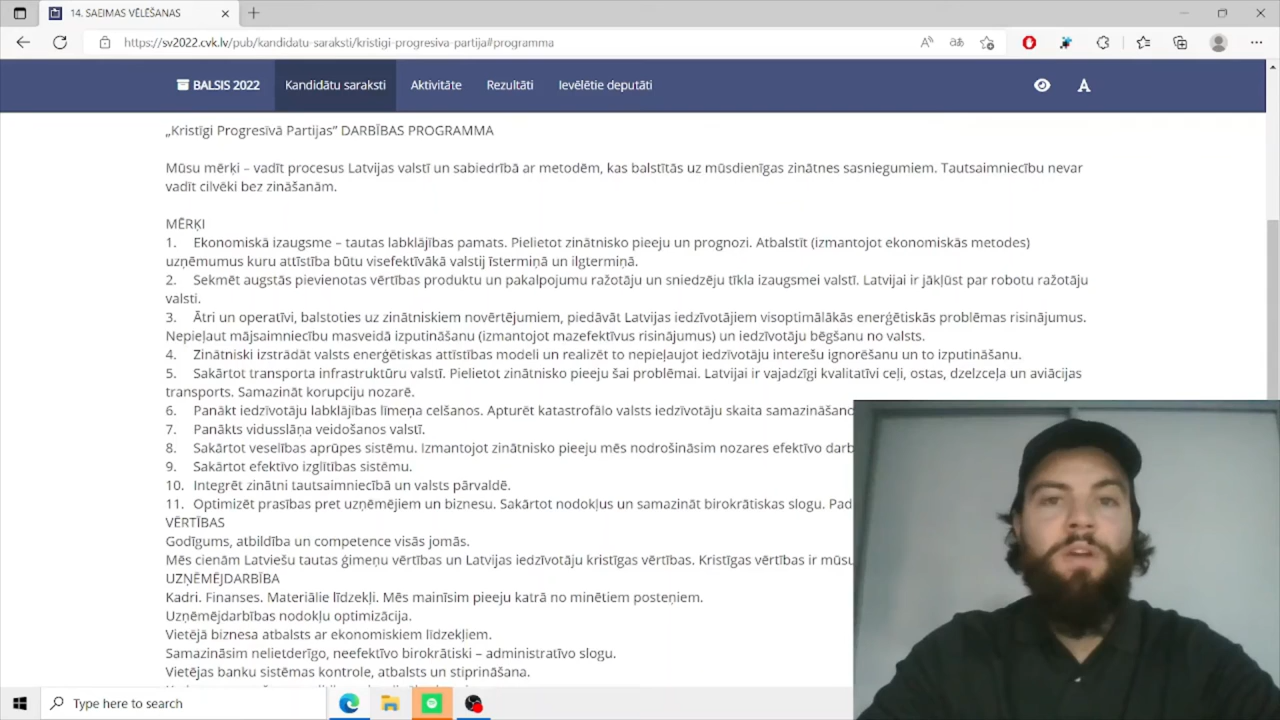 14. SAEIMAS VĒLĒŠANAS
https://sv2022.cvk.lv/pub/kandidatu-saraksti/kristigi-progresiva-partija#programma
BALSIS 2022
Kandidātu saraksti
Aktivitāte
Rezultāti
Ievēlētie deputāti
A
„Kristīgi Progresīvā Partijas” DARBĪBAS PROGRAMMA
Mūsu mērķi – vadīt procesus Latvijas valstī un sabiedrībā ar metodēm, kas balstītās uz mūsdienīgas zinātnes sasniegumiem. Tautsaimniecību nevar
vadīt cilvēki bez zināšanām.
MĒRĶI
1. Ekonomiskā izaugsme – tautas labklājības pamats. Pielietot zinātnisko pieeju un prognozi. Atbalstīt (izmantojot ekonomiskās metodes)
uzņēmumus kuru attīstība būtu visefektīvākā valstij īstermiņā un ilgtermiņā.
2. Sekmēt augstās pievienotas vērtības produktu un pakalpojumu ražotāju un sniedzēju tīkla izaugsmei valstī. Latvijai ir jākļūst par robotu ražotāju
valsti.
3. Ātri un operatīvi, balstoties uz zinātniskiem novērtējumiem, piedāvāt Latvijas iedzīvotājiem visoptimālākās enerģētiskās problēmas risinājumus.
Nepieļaut mājsaimniecību masveidā izputināšanu (izmantojot mazefektīvus risinājumus) un iedzīvotāju bēgšanu no valsts.
4. Zinātniski izstrādāt valsts enerģētiskas attīstības modeli un realizēt to nepieļaujot iedzīvotāju interešu ignorēšanu un to izputināšanu.
5. Sakārtot transporta infrastruktūru valstī. Pielietot zinātnisko pieeju šai problēmai. Latvijai ir vajadzīgi kvalitatīvi ceļi, ostas, dzelzceļa un aviācijas
transports. Samazināt korupciju nozarē.
6. Panākt iedzīvotāju labklājības līmeņa celšanos. Apturēt katastrofālo valsts iedzīvotāju skaita samazināšano
7. Panākts vidusslāņa veidošanos valstī.
8. Sakārtot veselības aprūpes sistēmu. Izmantojot zinātnisko pieeju mēs nodrošināsim nozares efektīvo darb
9. Sakārtot efektīvo izglītības sistēmu.
10. Integrēt zinātni tautsaimniecībā un valsts pārvaldē.
11. Optimizēt prasības pret uzņēmējiem un biznesu. Sakārtot nodokļus un samazināt birokrātiskas slogu. Pad
VĒRTĪBAS
Godīgums, atbildība un competence visās jomās.
Mēs cienām Latviešu tautas ģimeņu vērtības un Latvijas iedzīvotāju kristīgas vērtības. Kristīgas vērtības ir mūsu
UZŅĒMĒJDARBĪBA
Kadri. Finanses. Materiālie līdzekļi. Mēs mainīsim pieeju katrā no minētiem posteņiem.
Uzņēmējdarbības nodokļu optimizācija.
Vietējā biznesa atbalsts ar ekonomiskiem līdzekļiem.
Samazināsim nelietderīgo, neefektīvo birokrātiski – administratīvo slogu.
Vietējas banku sistēmas kontrole, atbalsts un stiprināšana.
Type here to search